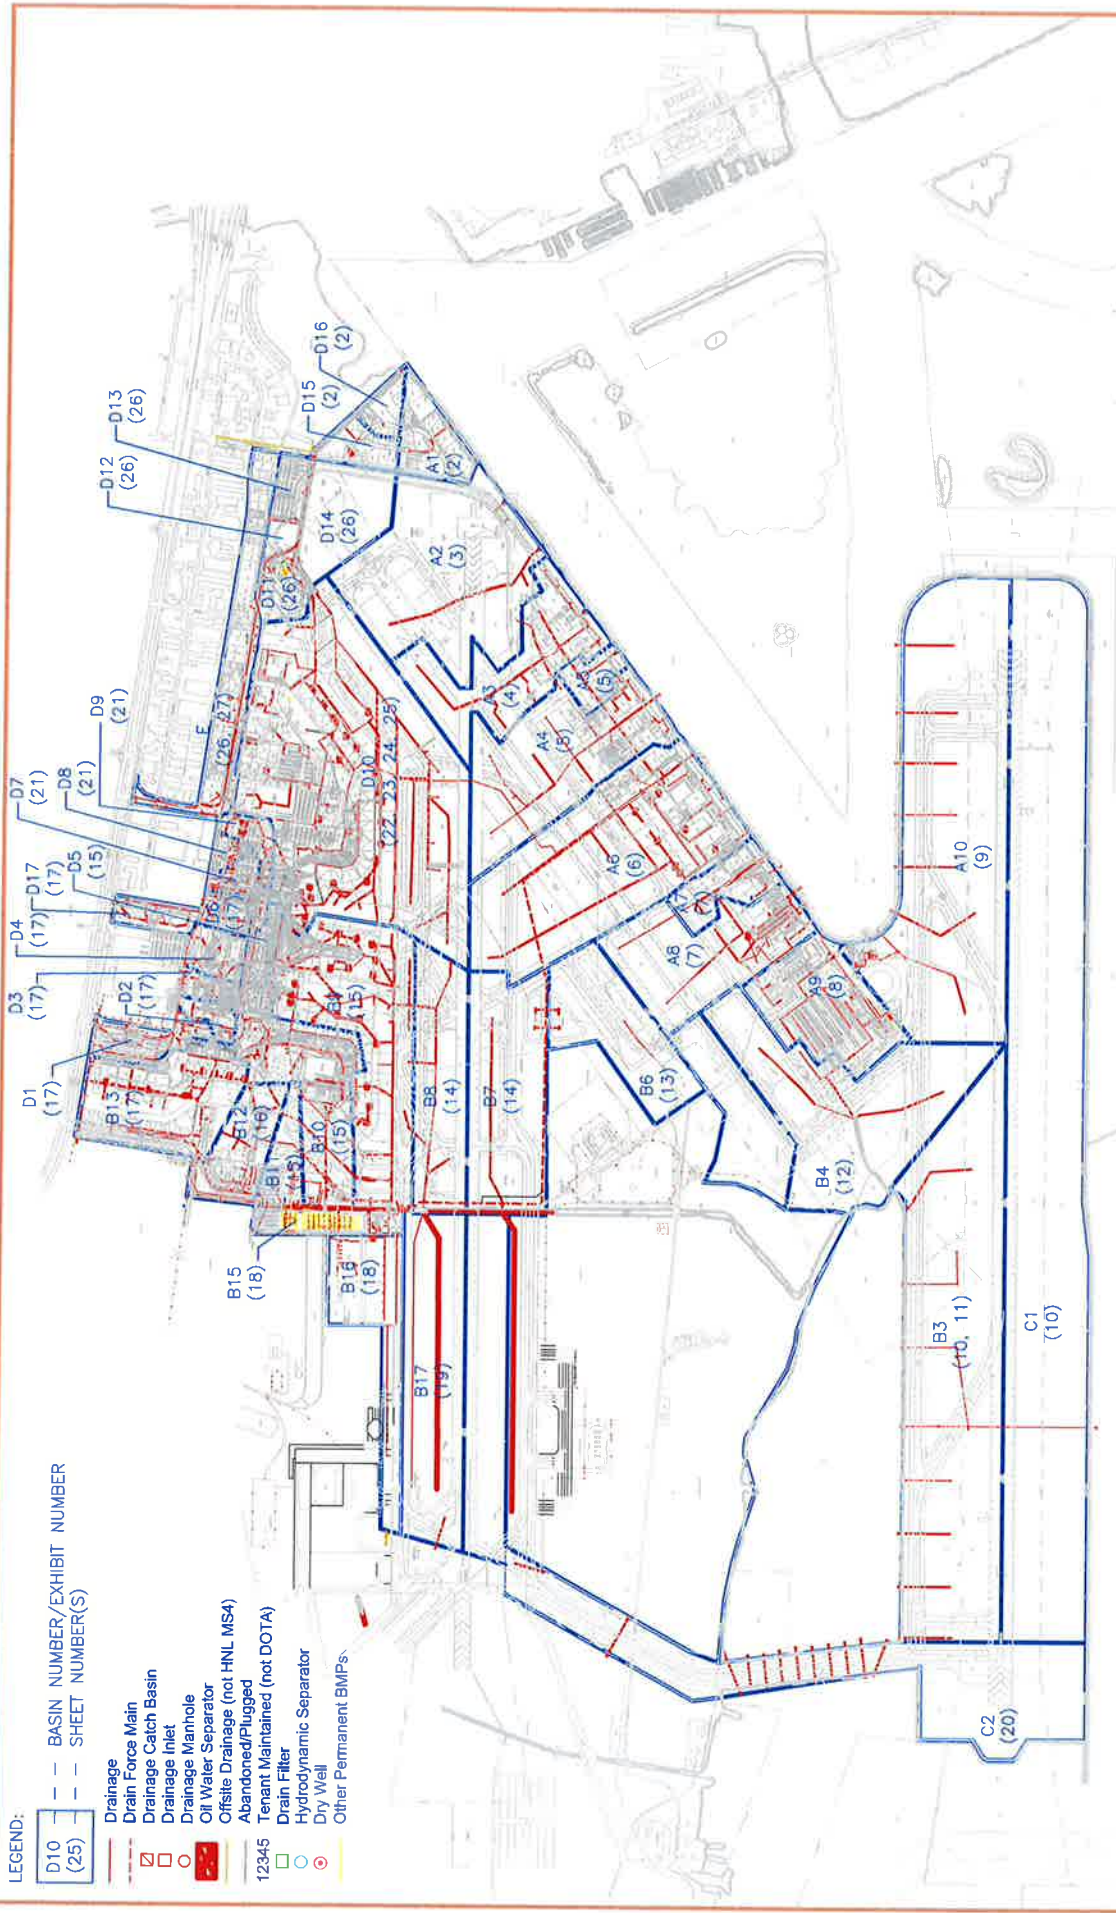 LEGEND:
D10 — — BASIN NUMBER/EXHIBIT NUMBER
(25) — — SHEET NUMBER(S)
Drainage
Drain Force Main
Drainage Catch Basin
Drainage Inlet
Drainage Manhole
Oil Water Separator
Offsite Drainage (not HNL MS4)
Abandoned/Plugged
12345 Tenant Maintained (not DOTA)
Drain Filter
Hydrodynamic Separator
Dry Well
Other Permanent BMPs
D1
(17)
D2
(17)
D3
(17)
D4
(17)
D17
(17)
D5
(15)
D7
(21)
D8
(21)
D9
(21)
D12
(26)
D13
(26)
D15
(2)
D16
(2)
B13
(17)
B12
(16)
(15)
B10
(15)
(15)
(17)
E
(26, 27)
D11
(26)
D14
(26)
A1
(2)
A2
(3)
B15
(18)
B16
(18)
D10
(22, 23, 24, 25)
A3
(4)
A5
(5)
A4
(8)
B8
(14)
B7
(14)
A6
(6)
A7
(7)
A8
(7)
A9
(8)
B6
(13)
B4
(12)
B17
(19)
A10
(9)
B3
(10, 11)
C1
(10)
C2
(20)